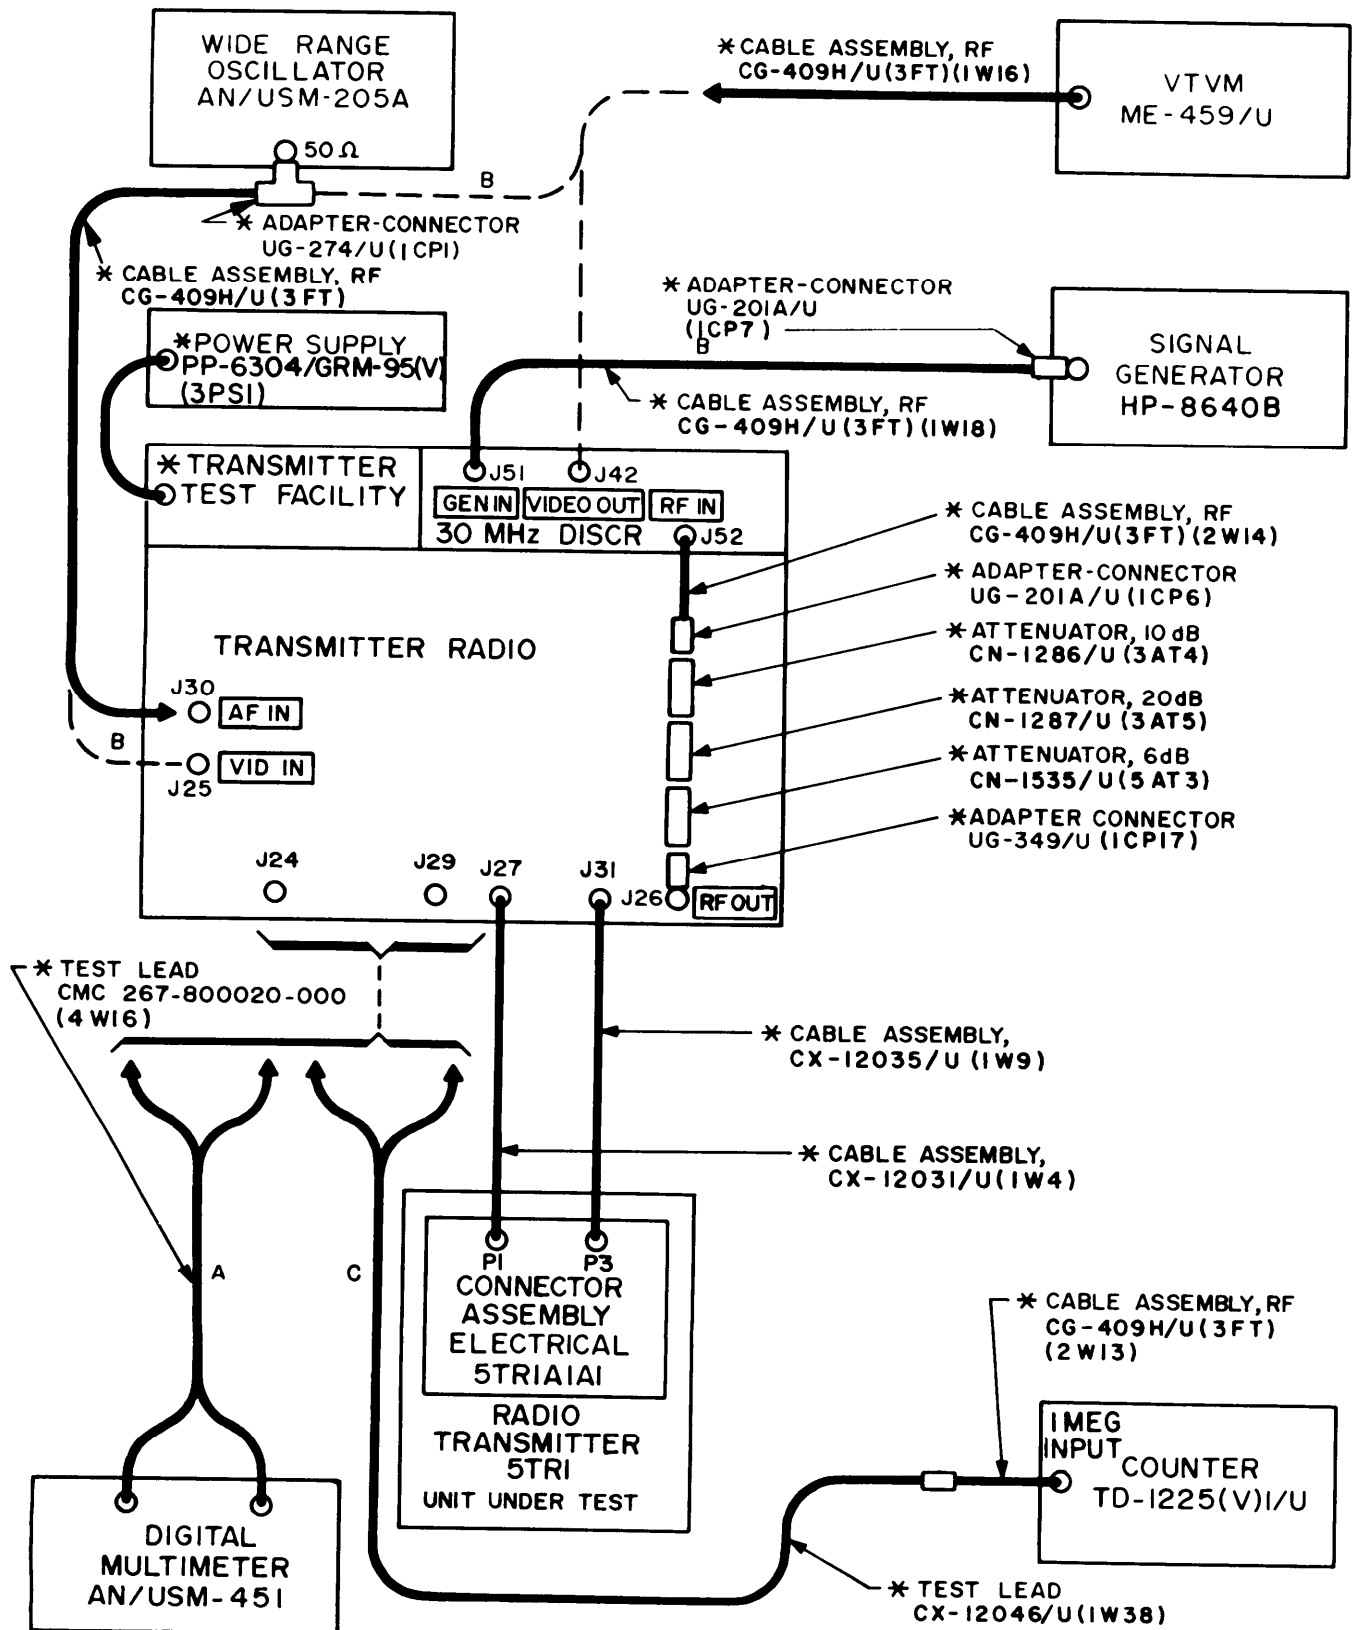 WIDE RANGE
OSCILLATOR
AN/USM-205A
50Ω
* CABLE ASSEMBLY, RF
CG-409H/U(3FT)(1W16)
VTVM
ME-459/U
B
* ADAPTER-CONNECTOR
UG-274/U(1CP1)
* CABLE ASSEMBLY, RF
CG-409H/U(3FT)
* ADAPTER-CONNECTOR
UG-201A/U
(1CP7)
B
SIGNAL
GENERATOR
HP-8640B
*POWER SUPPLY
PP-6304/GRM-95(V)
(3PS1)
* CABLE ASSEMBLY, RF
CG-409H/U(3FT)(1W18)
* TRANSMITTER
TEST FACILITY
J51
J42
GEN IN
VIDEO OUT
RF IN
30 MHz DISCR
J52
* CABLE ASSEMBLY, RF
CG-409H/U(3FT)(2W14)
* ADAPTER-CONNECTOR
UG-201A/U(1CP6)
* ATTENUATOR, 10dB
CN-1286/U(3AT4)
*ATTENUATOR, 20dB
CN-1287/U(3AT5)
* ATTENUATOR, 6dB
CN-1535/U(5AT3)
*ADAPTER CONNECTOR
UG-349/U(1CP17)
TRANSMITTER RADIO
J30
AF IN
B
VID IN
J25
J24
J29
J27
J31
J26
RF OUT
* TEST LEAD
CMC 267-800020-000
(4W16)
* CABLE ASSEMBLY,
CX-12035/U(1W9)
* CABLE ASSEMBLY,
CX-12031/U(1W4)
A
C
P1
P3
CONNECTOR
ASSEMBLY
ELECTRICAL
5TR1A1A1
RADIO
TRANSMITTER
5TR1
UNIT UNDER TEST
* CABLE ASSEMBLY, RF
CG-409H/U(3FT)
(2W13)
1 MEG
INPUT
COUNTER
TD-1225(V)1/U
DIGITAL
MULTIMETER
AN/USM-451
* TEST LEAD
CX-12046/U(1W38)